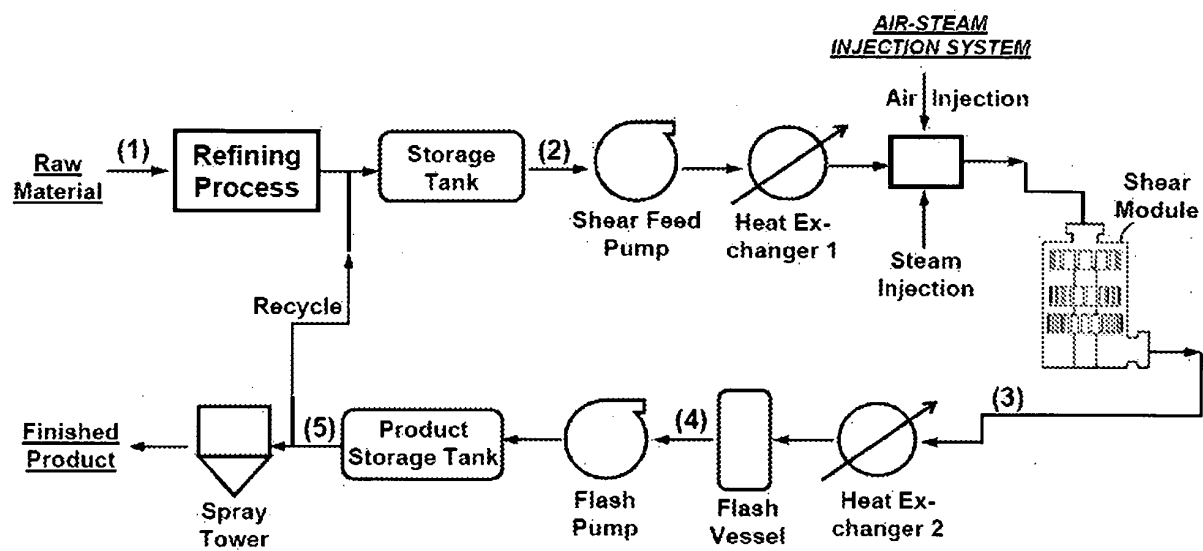 AIR-STEAM
INJECTION SYSTEM
Air Injection
(1)
Raw
Material
Refining
Process
Storage
Tank
(2)
Shear Feed
Pump
Heat Ex-
changer 1
Steam
Injection
Shear
Module
Recycle
(3)
Finished
Product
Spray
Tower
(5)
Product
Storage Tank
Flash
Pump
(4)
Flash
Vessel
Heat Ex-
changer 2